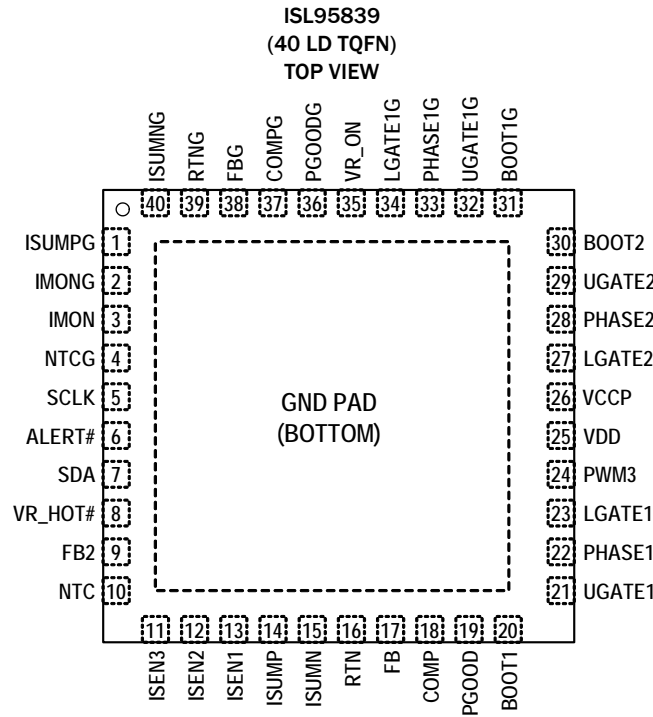 ISL95839
(40 LD TQFN)
TOP VIEW
ISUMNG
RTNG
FBG
COMPG
PGOODG
VR_ON
LGATE1G
PHASE1G
UGATE1G
BOOT1G
40 39 38 37 36 35 34 33 32 31
ISUMPG 1
IMONG 2
IMON 3
NTCG 4
SCLK 5
ALERT# 6
SDA 7
VR_HOT# 8
FB2 9
NTC 10
GND PAD
(BOTTOM)
30 BOOT2
29 UGATE2
28 PHASE2
27 LGATE2
26 VCCP
25 VDD
24 PWM3
23 LGATE1
22 PHASE1
21 UGATE1
11 12 13 14 15 16 17 18 19 20
ISEN3
ISEN2
ISEN1
ISUMP
ISUMN
RTN
FB
COMP
PGOOD
BOOT1